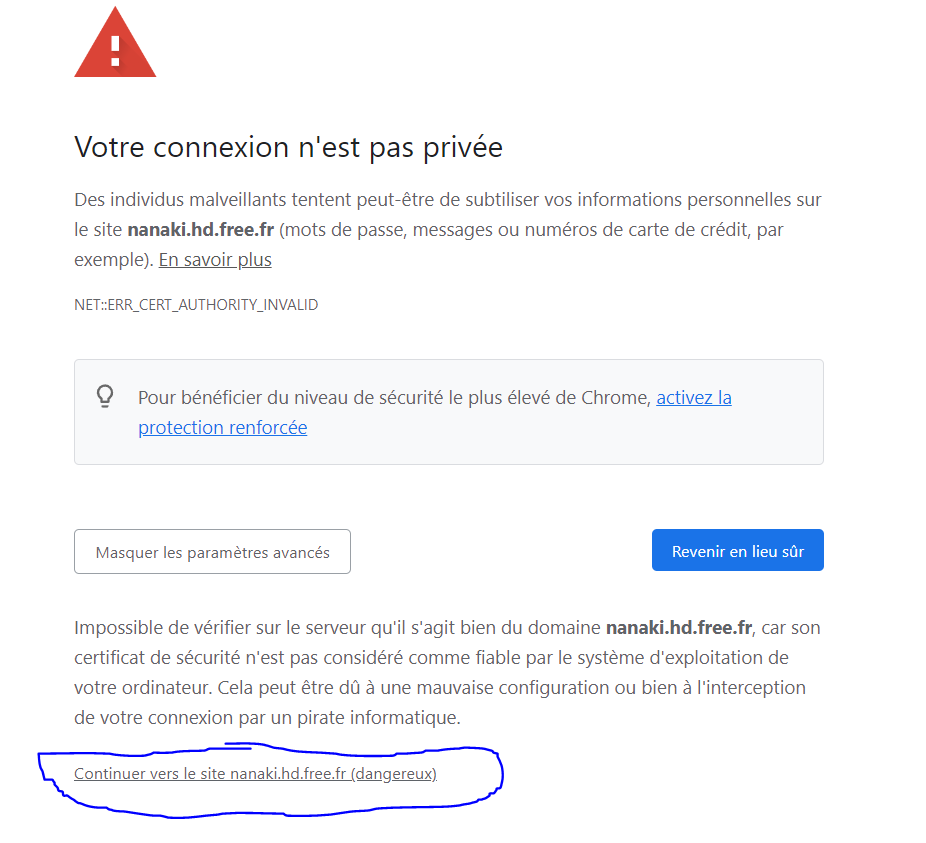 Votre connexion n'est pas privée
Des individus malveillants tentent peut-être de subtiliser vos informations personnelles sur
le site nanaki.hd.free.fr (mots de passe, messages ou numéros de carte de crédit, par
exemple). En savoir plus
NET::ERR_CERT_AUTHORITY_INVALID
Pour bénéficier du niveau de sécurité le plus élevé de Chrome, activez la
protection renforcée
Masquer les paramètres avancés
Revenir en lieu sûr
Impossible de vérifier sur le serveur qu'il s'agit bien du domaine nanaki.hd.free.fr, car son
certificat de sécurité n'est pas considéré comme fiable par le système d'exploitation de
votre ordinateur. Cela peut être dû à une mauvaise configuration ou bien à l'interception
de votre connexion par un pirate informatique.
Continuer vers le site nanaki.hd.free.fr (dangereux)